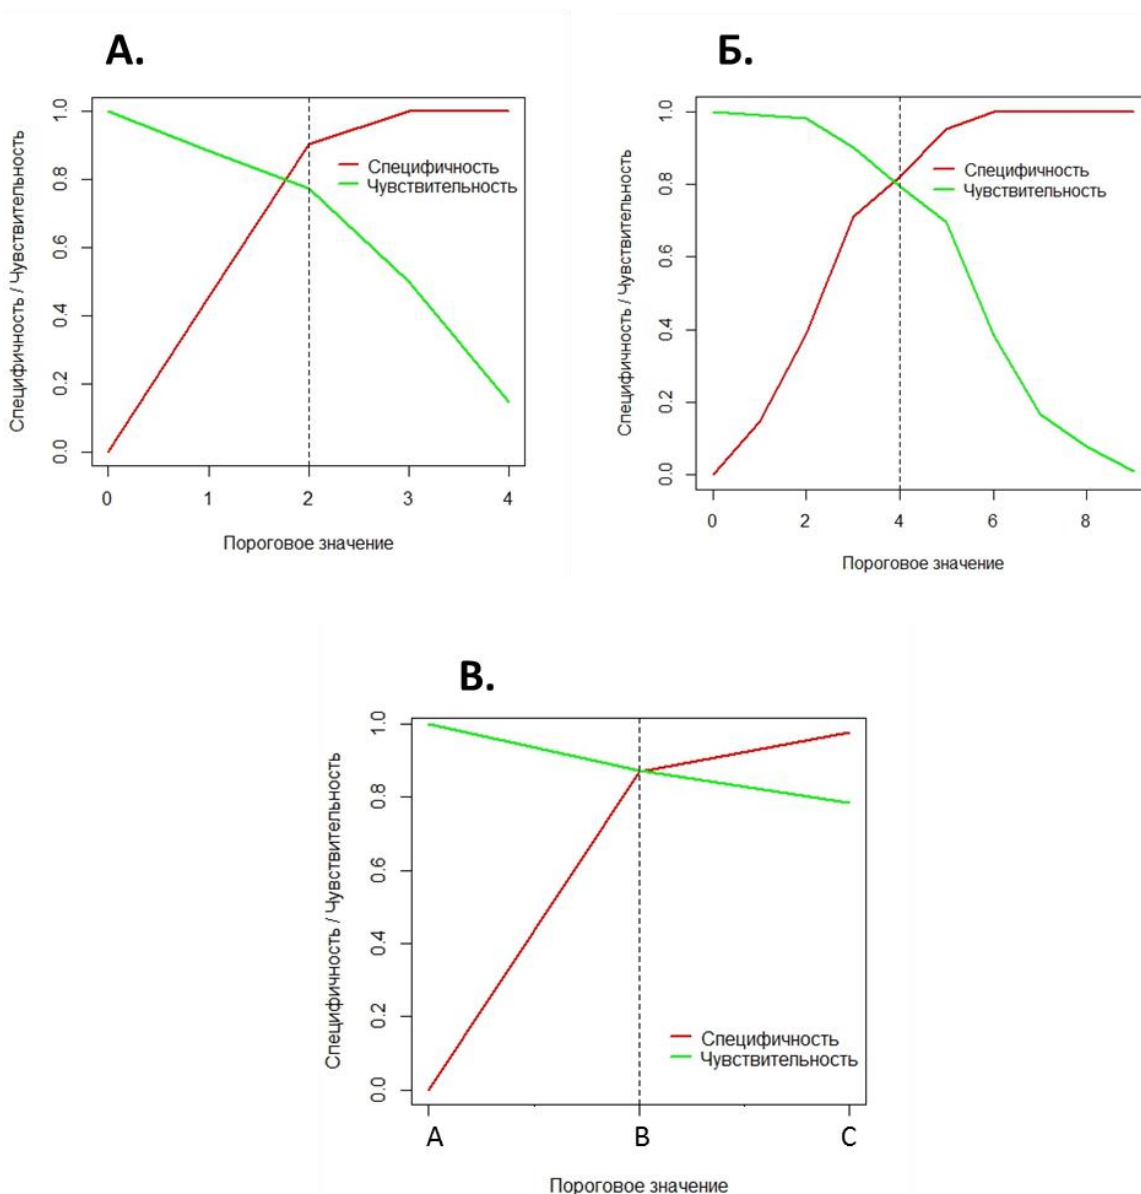 А.
Специфичность / Чувствительность
1.0
0.8
0.6
0.4
0.2
0.0
Специфичность
Чувствительность
0 1 2 3 4
Пороговое значение
Б.
Специфичность / Чувствительность
1.0
0.8
0.6
0.4
0.2
0.0
Специфичность
Чувствительность
0 2 4 6 8
Пороговое значение
В.
Специфичность / Чувствительность
1.0
0.8
0.6
0.4
0.2
0.0
Специфичность
Чувствительность
A B C
Пороговое значение